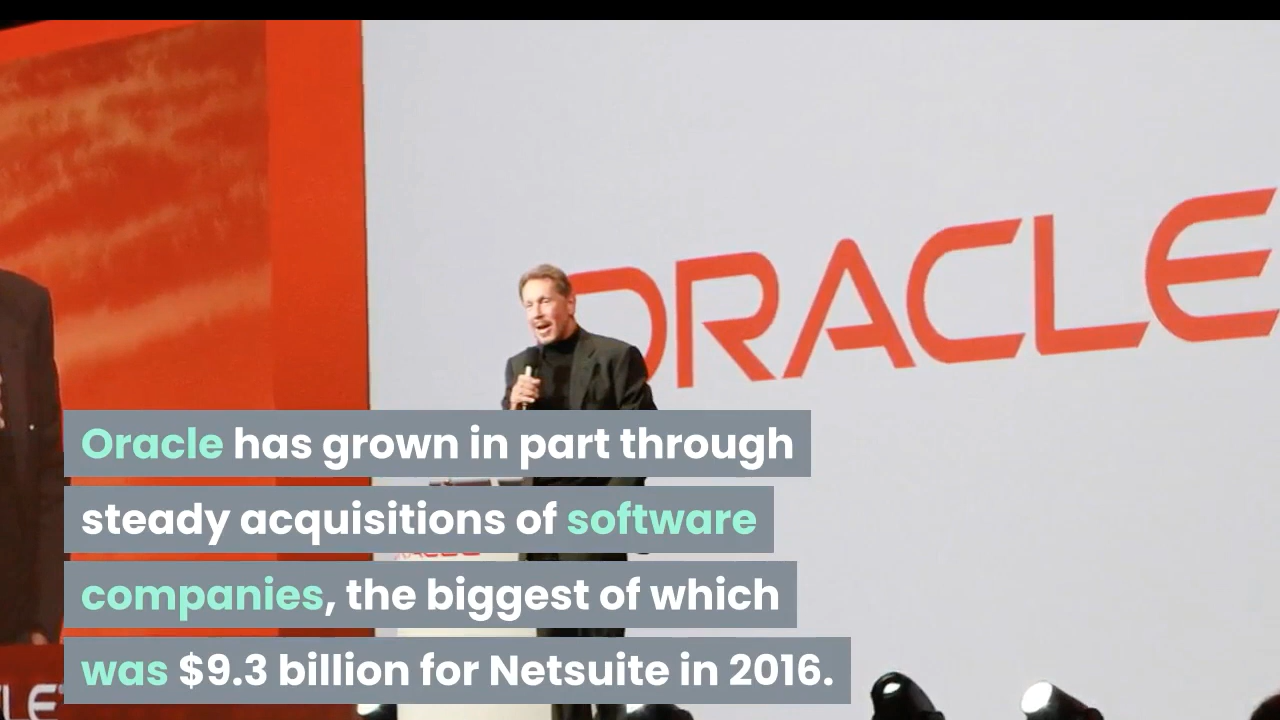 ORACLE
Oracle has grown in part through
steady acquisitions of software
companies, the biggest of which
was $9.3 billion for Netsuite in 2016.